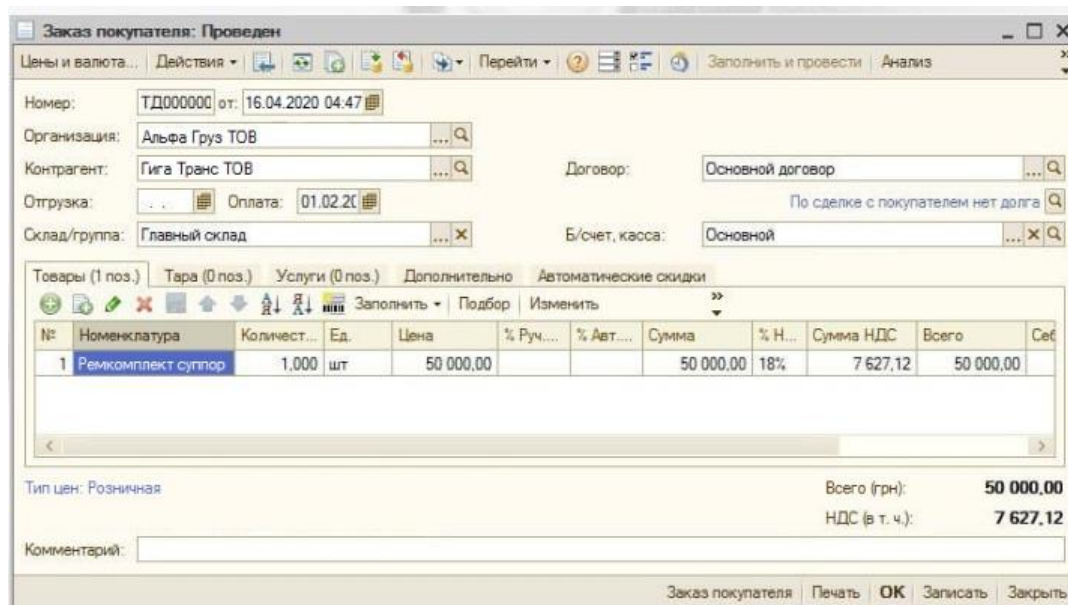 Заказ покупателя: Проведен
Цены и валюта... Действия Перейти Заполнить и провести Анализ
Номер: ТД000000 от: 16.04.2020 04:47
Организация: Альфа Груз ТОВ
Контрагент: Гига Транс ТОВ Договор: Основной договор
Отгрузка: . . Оплата: 01.02.20 По сделке с покупателем нет долга
Склад/группа: Главный склад Б/счет, касса: Основной
Товары (1 поз.) Тара (0 поз.) Услуги (0 поз.) Дополнительно Автоматические скидки
Заполнить Подбор Изменить
№ Номенклатура Количест... Ед. Цена % Руч.... % Авт.... Сумма % Н... Сумма НДС Всего Себ
1 Ремкомплект суппор 1,000 шт 50 000,00 50 000,00 18% 7 627,12 50 000,00
Тип цен: Розничная Всего (грн): 50 000,00
НДС (в т. ч.): 7 627,12
Комментарий:
Заказ покупателя Печать OK Записать Закрыть